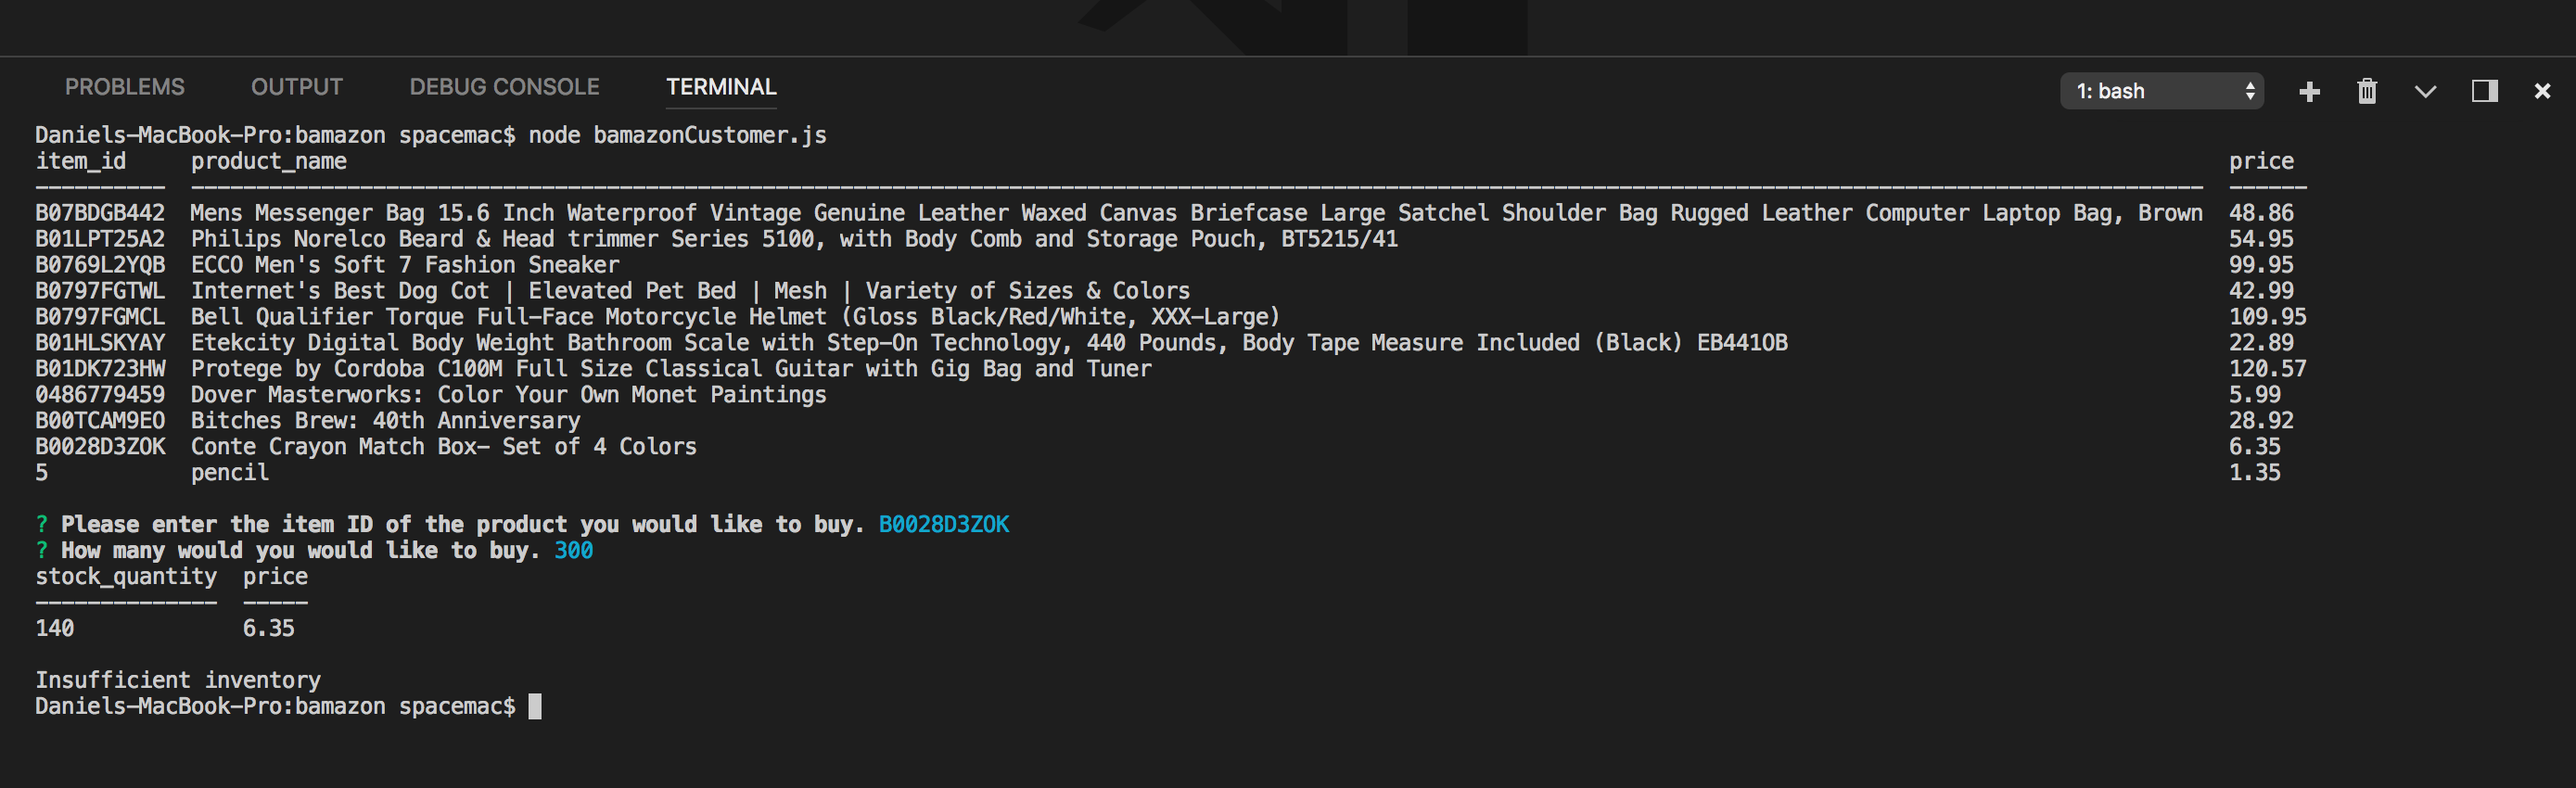 PROBLEMS OUTPUT DEBUG CONSOLE TERMINAL 1: bash
Daniels-MacBook-Pro:bamazon spacemac$ node bamazonCustomer.js
item_id product_name price
---------- ----------------------------------------------------------------------------------------------------------------------------------------------------------- ------
B07BDGB442 Mens Messenger Bag 15.6 Inch Waterproof Vintage Genuine Leather Waxed Canvas Briefcase Large Satchel Shoulder Bag Rugged Leather Computer Laptop Bag, Brown 48.86
B01LPT25A2 Philips Norelco Beard & Head trimmer Series 5100, with Body Comb and Storage Pouch, BT5215/41 54.95
B0769L2YQB ECCO Men's Soft 7 Fashion Sneaker 99.95
B0797FGTWL Internet's Best Dog Cot | Elevated Pet Bed | Mesh | Variety of Sizes & Colors 42.99
B0797FGMCL Bell Qualifier Torque Full-Face Motorcycle Helmet (Gloss Black/Red/White, XXX-Large) 109.95
B01HLSKYAY Etekcity Digital Body Weight Bathroom Scale with Step-On Technology, 440 Pounds, Body Tape Measure Included (Black) EB4410B 22.89
B01DK723HW Protege by Cordoba C100M Full Size Classical Guitar with Gig Bag and Tuner 120.57
0486779459 Dover Masterworks: Color Your Own Monet Paintings 5.99
B00TCAM9EO Bitches Brew: 40th Anniversary 28.92
B0028D3ZOK Conte Crayon Match Box- Set of 4 Colors 6.35
5 pencil 1.35
? Please enter the item ID of the product you would like to buy. B0028D3ZOK
? How many would you would like to buy. 300
stock_quantity price
-------------- -----
140 6.35
Insufficient inventory
Daniels-MacBook-Pro:bamazon spacemac$